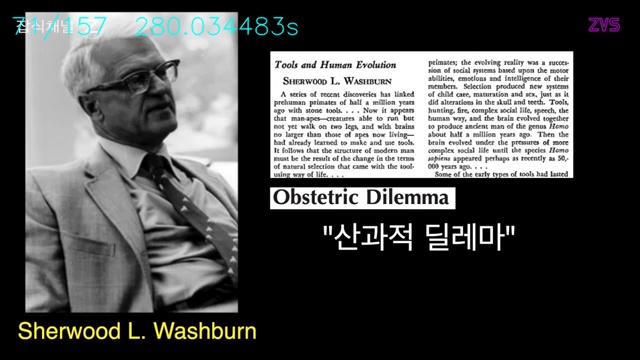 잡식채널
71/157 280.034483s
ZVS
Tools and Human Evolution
SHERWOOD L. WASHBURN
A series of recent discoveries has linked
prehuman primates of half a million years
ago with stone tools. . . . Now it appears
that man-apes—creatures able to run but
not yet walk on two legs, and with brains
no larger than those of apes now living—
had already learned to make and use tools.
It follows that the structure of modern man
must be the result of the change in the terms
of natural selection that came with the tool-
using way of life. . . .
primates; the evolving reality was a succes-
sion of social systems based upon the motor
abilities, emotions and intelligence of their
members. Selection produced new systems
of child care, maturation and sex, just as it
did alterations in the skull and teeth. Tools,
hunting, fire, complex social life, speech, the
human way, and the brain evolved together
to produce ancient man of the genus Homo
about half a million years ago. Then the
brain evolved under the pressures of more
complex social life until the species Homo
sapiens appeared perhaps as recently as 50,-
000 years ago. . . .
Some of the early types of tools had lasted
Obstetric Dilemma
"산과적 딜레마"
Sherwood L. Washburn